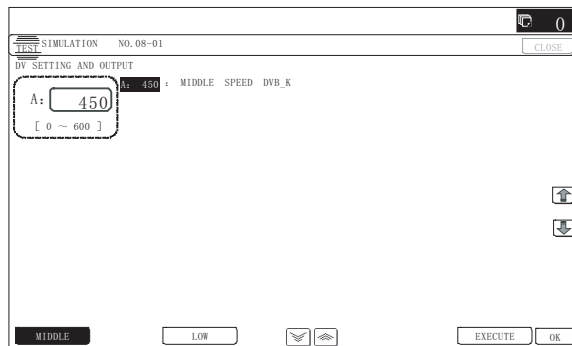 0
TEST SIMULATION NO.08-01
CLOSE
DV SETTING AND OUTPUT
A: 450
[ 0 ～ 600 ]
A: 450 : MIDDLE SPEED DVB_K
MIDDLE LOW EXECUTE OK